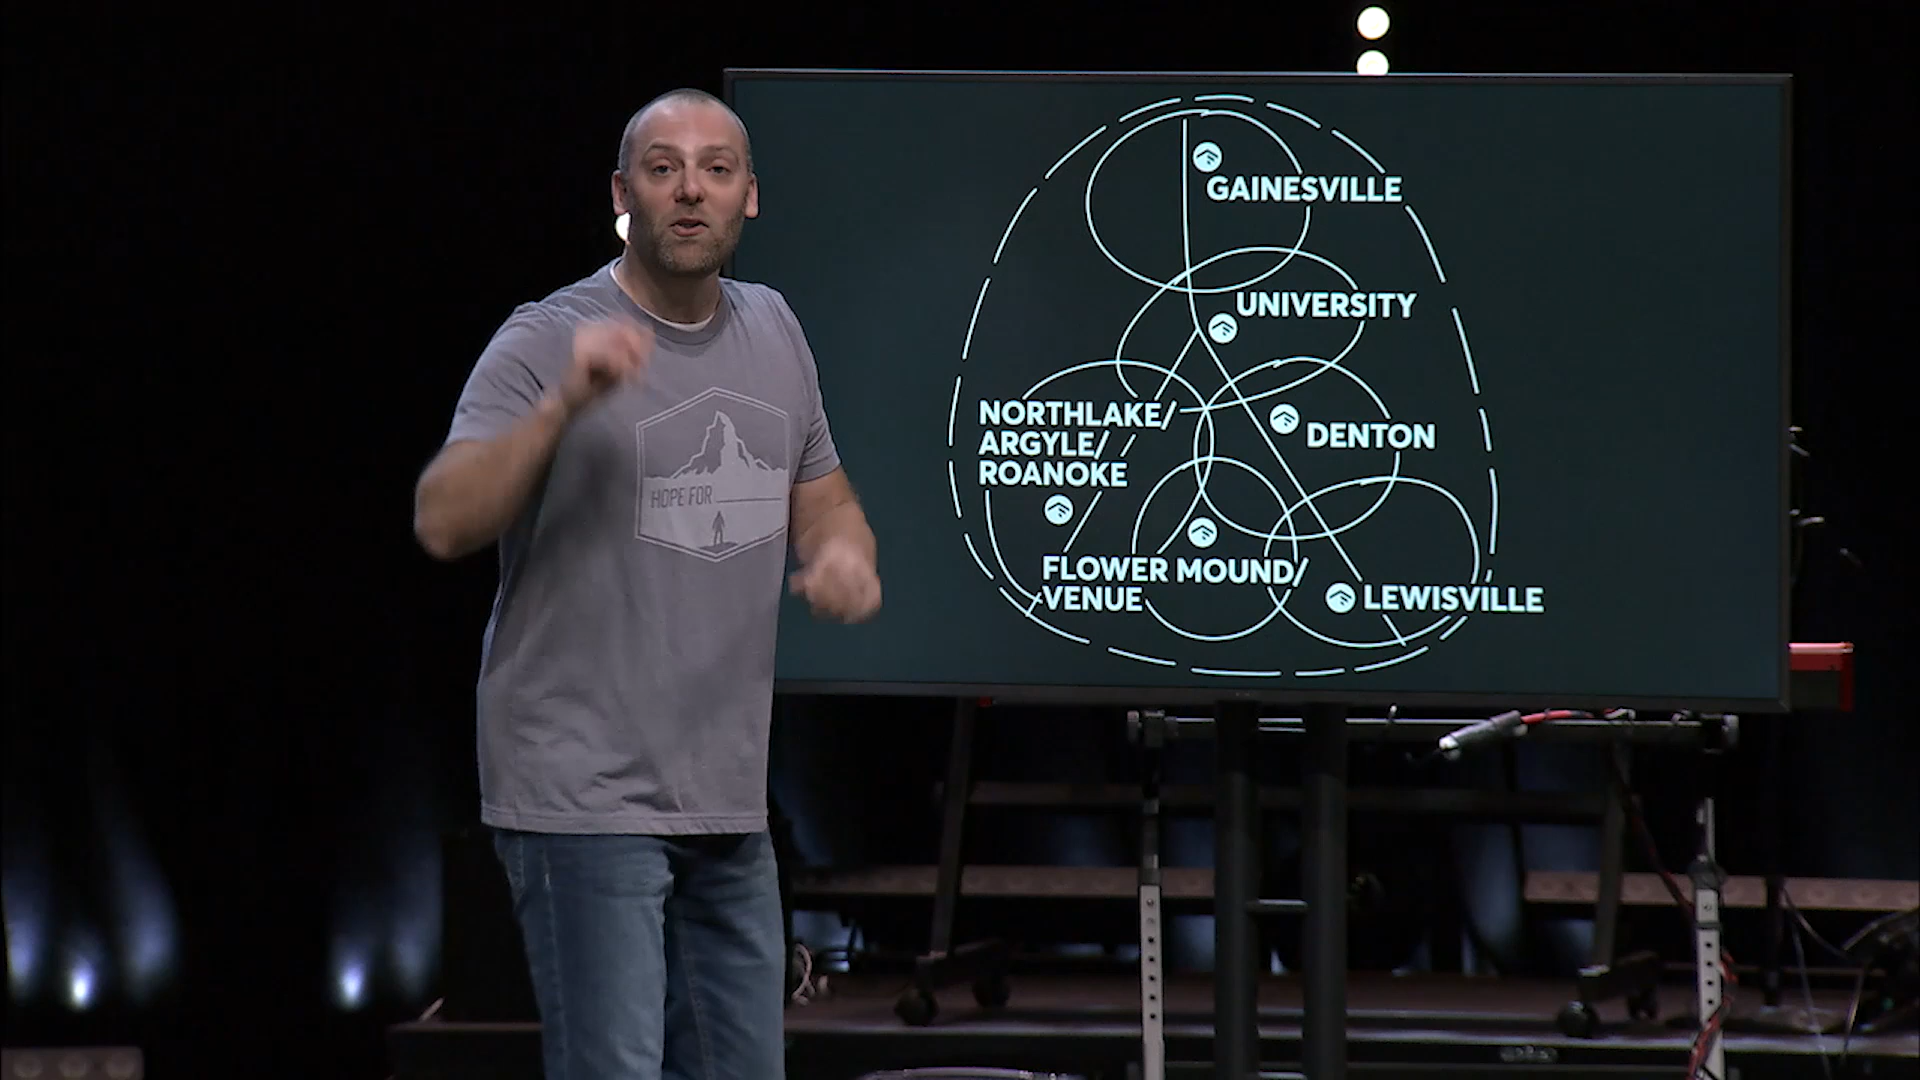 GAINESVILLE
UNIVERSITY
NORTHLAKE/
ARGYLE/
ROANOKE
DENTON
FLOWER MOUND/
VENUE
LEWISVILLE
HOPE FOR